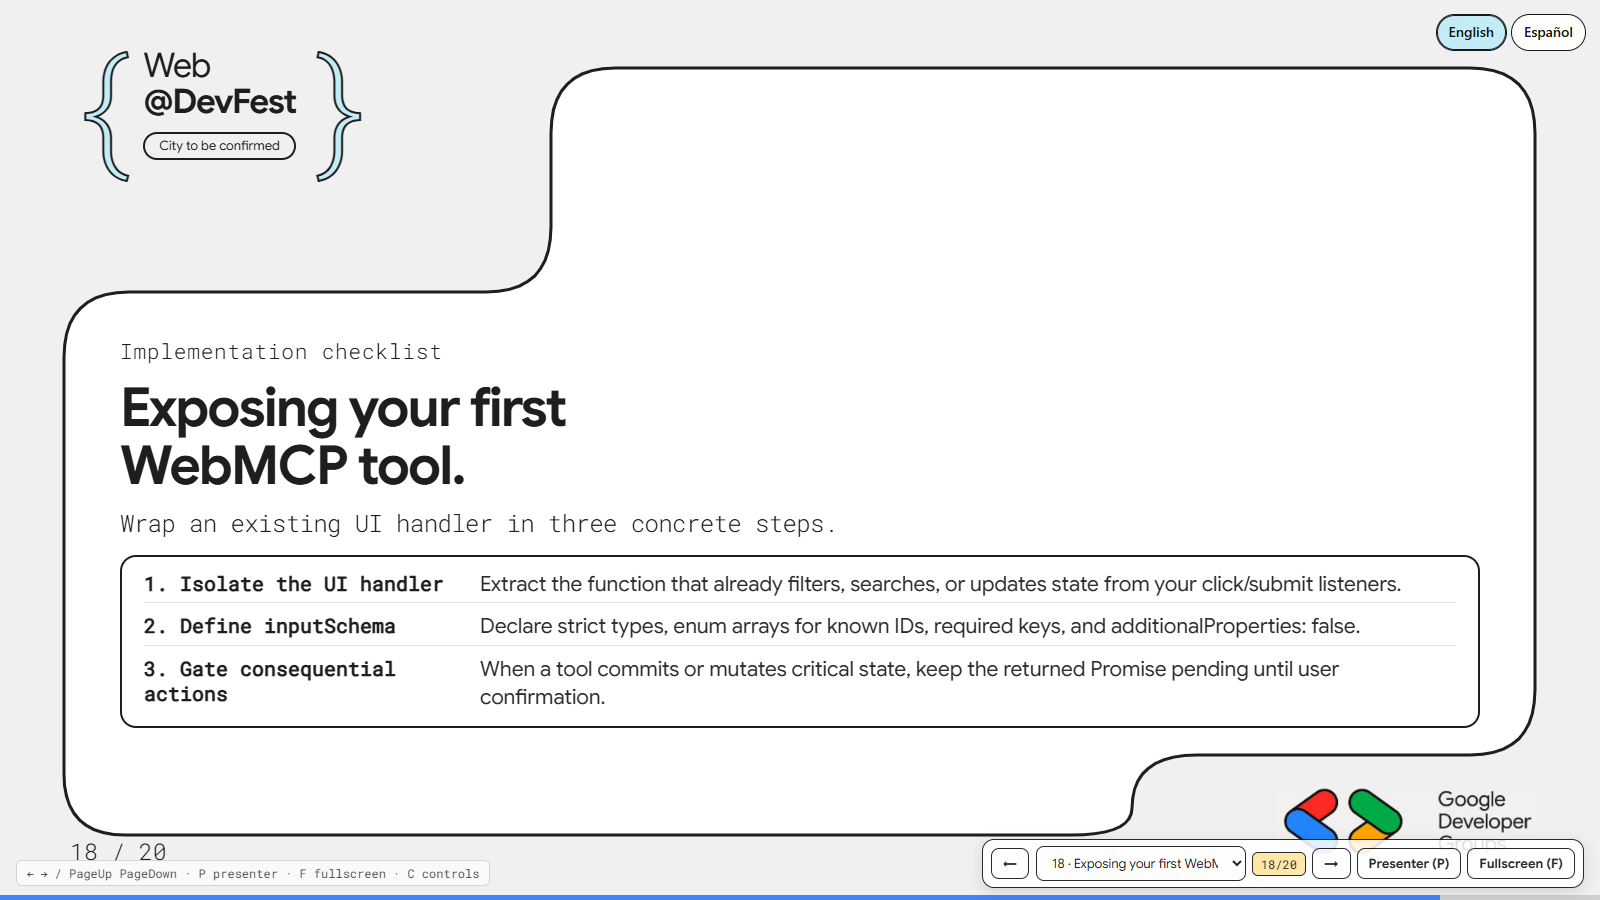 English
Español
Web
@DevFest
City to be confirmed
Implementation checklist
Exposing your first
WebMCP tool.
Wrap an existing UI handler in three concrete steps.
1. Isolate the UI handler
Extract the function that already filters, searches, or updates state from your click/submit listeners.
2. Define inputSchema
Declare strict types, enum arrays for known IDs, required keys, and additionalProperties: false.
3. Gate consequential
actions
When a tool commits or mutates critical state, keep the returned Promise pending until user
confirmation.
Google
Developer
Groups
18 / 20
← → / PageUp PageDown · P presenter · F fullscreen · C controls
←
18 · Exposing your first WebM
18/20
→
Presenter (P)
Fullscreen (F)